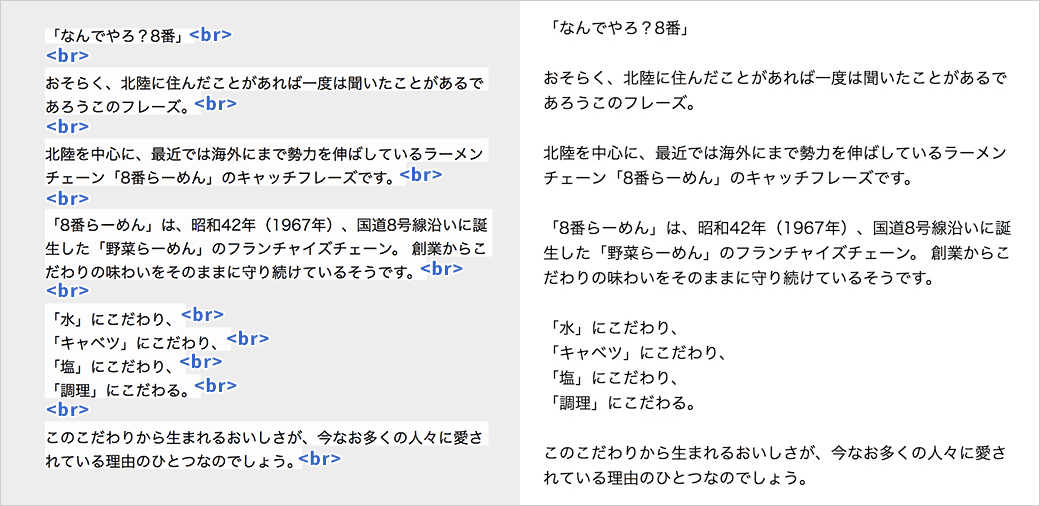 「なんでやろ？8番」<br>
<br>
おそらく、北陸に住んだことがあれば一度は聞いたことがあるで
あろうこのフレーズ。<br>
<br>
北陸を中心に、最近では海外にまで勢力を伸ばしているラーメン
チェーン「8番らーめん」のキャッチフレーズです。<br>
<br>
「8番らーめん」は、昭和42年（1967年）、国道8号線沿いに誕
生した「野菜らーめん」のフランチャイズチェーン。 創業からこ
だわりの味わいをそのままに守り続けているそうです。<br>
<br>
「水」にこだわり、<br>
「キャベツ」にこだわり、<br>
「塩」にこだわり、<br>
「調理」にこだわる。<br>
<br>
このこだわりから生まれるおいしさが、今なお多くの人々に愛さ
れている理由のひとつなのでしょう。<br>
「なんでやろ？8番」
おそらく、北陸に住んだことがあれば一度は聞いたことがあるで
あろうこのフレーズ。
北陸を中心に、最近では海外にまで勢力を伸ばしているラーメン
チェーン「8番らーめん」のキャッチフレーズです。
「8番らーめん」は、昭和42年（1967年）、国道8号線沿いに誕
生した「野菜らーめん」のフランチャイズチェーン。 創業からこ
だわりの味わいをそのままに守り続けているそうです。
「水」にこだわり、
「キャベツ」にこだわり、
「塩」にこだわり、
「調理」にこだわる。
このこだわりから生まれるおいしさが、今なお多くの人々に愛さ
れている理由のひとつなのでしょう。